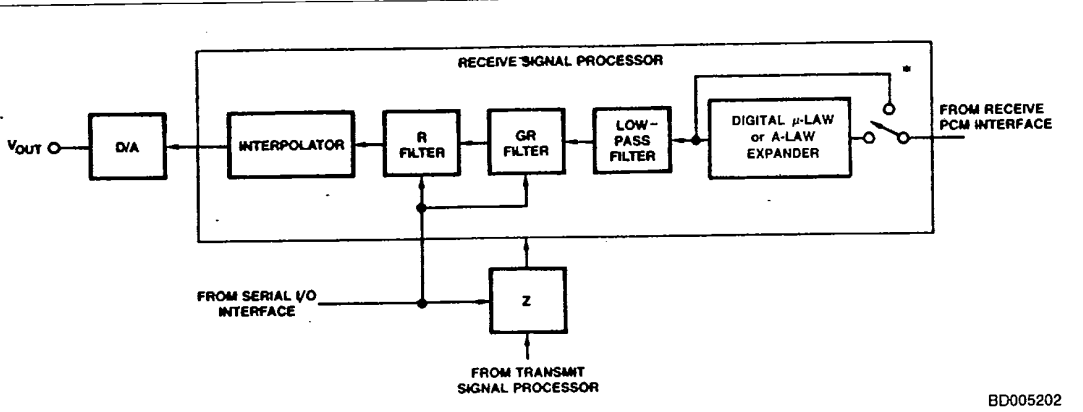 RECEIVE SIGNAL PROCESSOR
*
FROM RECEIVE
PCM INTERFACE
VOUT
D/A
INTERPOLATOR
R
FILTER
GR
FILTER
LOW-
PASS
FILTER
DIGITAL μ-LAW
or A-LAW
EXPANDER
FROM SERIAL I/O
INTERFACE
Z
FROM TRANSMIT
SIGNAL PROCESSOR
BD005202